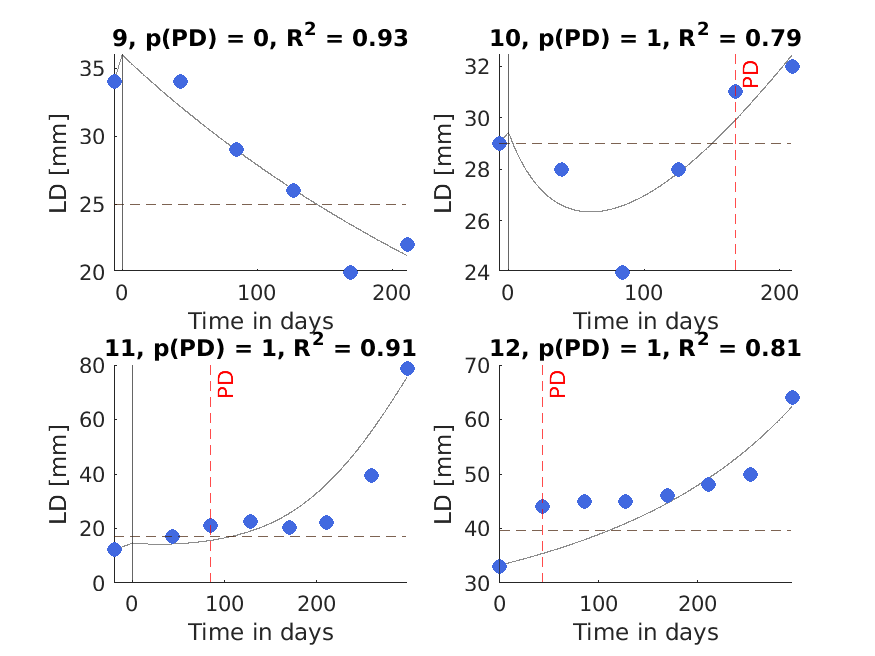 9, p(PD) = 0, R² = 0.93
35
30
25
20
LD [mm]
0
100
200
Time in days
10, p(PD) = 1, R² = 0.79
32
30
28
26
24
LD [mm]
PD
0
100
200
Time in days
11, p(PD) = 1, R² = 0.91
80
60
40
20
0
LD [mm]
PD
0
100
200
Time in days
12, p(PD) = 1, R² = 0.81
70
60
50
40
30
LD [mm]
PD
0
100
200
Time in days